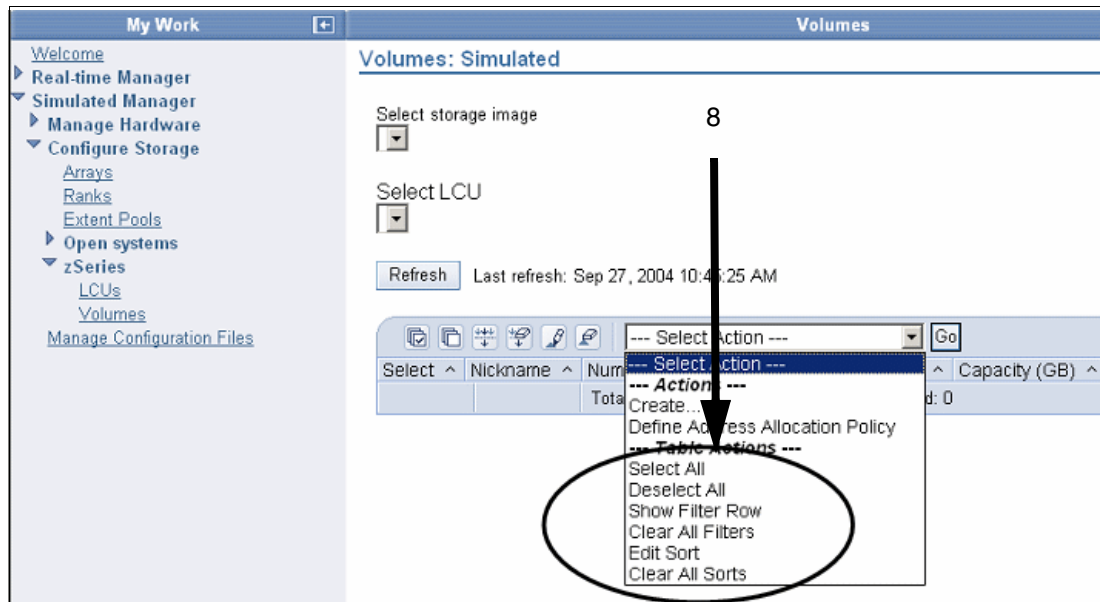 My Work
Volumes
Welcome
Real-time Manager
Simulated Manager
Manage Hardware
Configure Storage
Arrays
Ranks
Extent Pools
Open systems
zSeries
LCUs
Volumes
Manage Configuration Files
Volumes: Simulated
Select storage image
8
Select LCU
Refresh Last refresh: Sep 27, 2004 10:45:25 AM
--- Select Action --- Go
Select ^ Nickname ^ Num ^ Capacity (GB) ^
Tota d: 0
--- Select Action ---
--- Actions ---
Create...
Define Address Allocation Policy
--- Table Actions ---
Select All
Deselect All
Show Filter Row
Clear All Filters
Edit Sort
Clear All Sorts